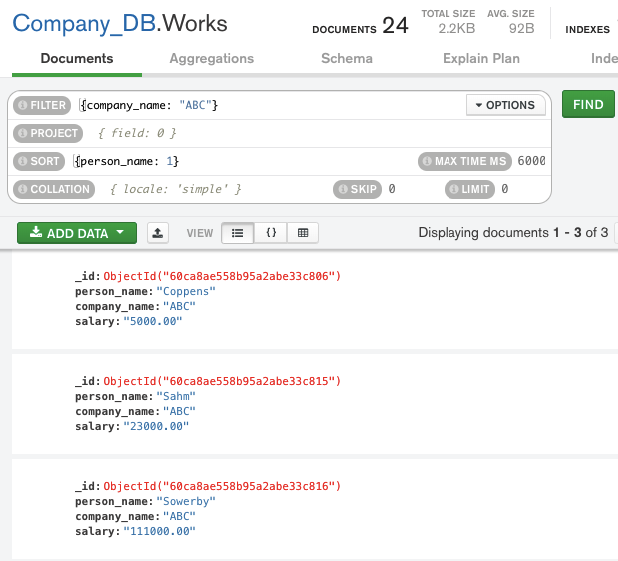 Company_DB.Works
DOCUMENTS 24 TOTAL SIZE 2.2KB AVG. SIZE 92B INDEXES
Documents Aggregations Schema Explain Plan
FILTER {company_name: "ABC"} OPTIONS FIND
PROJECT { field: 0 }
SORT {person_name: 1} MAX TIME MS 6000
COLLATION { locale: 'simple' } SKIP 0 LIMIT 0
ADD DATA VIEW {} Displaying documents 1 - 3 of 3
_id:ObjectId("60ca8ae558b95a2abe33c806")
person_name:"Coppens"
company_name:"ABC"
salary:"5000.00"
_id:ObjectId("60ca8ae558b95a2abe33c815")
person_name:"Sahm"
company_name:"ABC"
salary:"23000.00"
_id:ObjectId("60ca8ae558b95a2abe33c816")
person_name:"Sowerby"
company_name:"ABC"
salary:"111000.00"